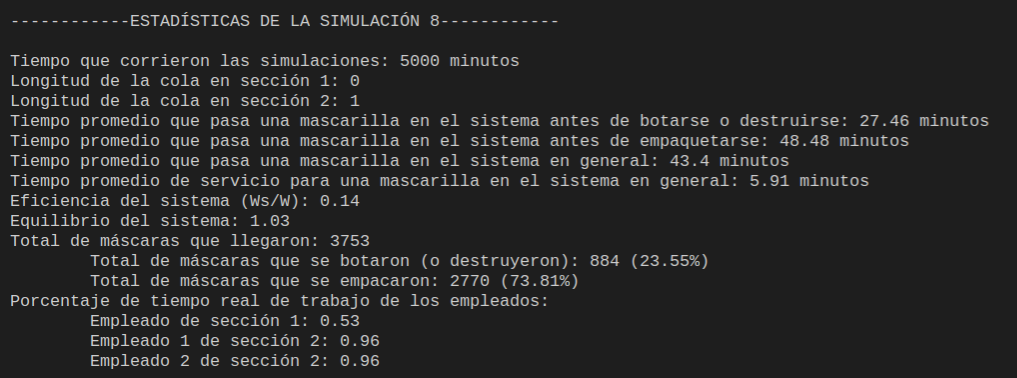 ------------ESTADÍSTICAS DE LA SIMULACIÓN 8------------
Tiempo que corrieron las simulaciones: 5000 minutos
Longitud de la cola en sección 1: 0
Longitud de la cola en sección 2: 1
Tiempo promedio que pasa una mascarilla en el sistema antes de botarse o destruirse: 27.46 minutos
Tiempo promedio que pasa una mascarilla en el sistema antes de empaquetarse: 48.48 minutos
Tiempo promedio que pasa una mascarilla en el sistema en general: 43.4 minutos
Tiempo promedio de servicio para una mascarilla en el sistema en general: 5.91 minutos
Eficiencia del sistema (Ws/W): 0.14
Equilibrio del sistema: 1.03
Total de máscaras que llegaron: 3753
Total de máscaras que se botaron (o destruyeron): 884 (23.55%)
Total de máscaras que se empacaron: 2770 (73.81%)
Porcentaje de tiempo real de trabajo de los empleados:
Empleado de sección 1: 0.53
Empleado 1 de sección 2: 0.96
Empleado 2 de sección 2: 0.96